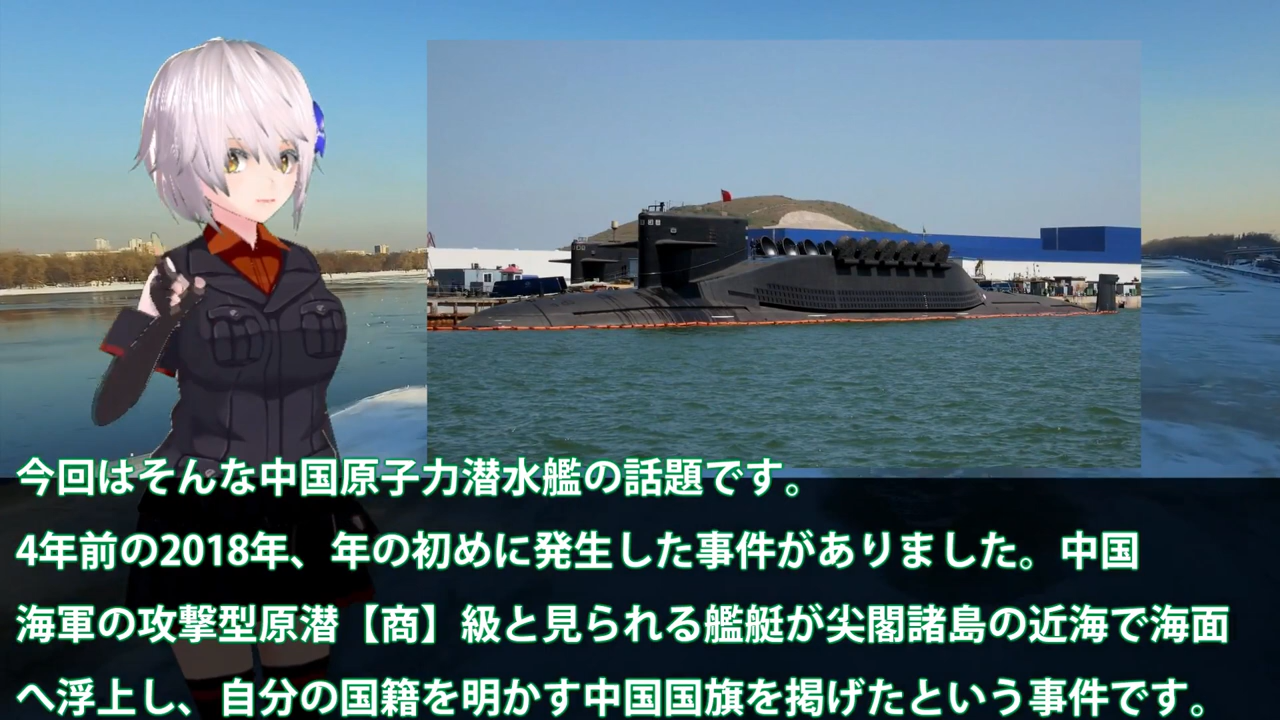 今回はそんな中国原子力潜水艦の話題です。
4年前の2018年、年の初めに発生した事件がありました。中国
海軍の攻撃型原潜【商】級と見られる艦艇が尖閣諸島の近海で海面
へ浮上し、自分の国籍を明かす中国国旗を掲げたという事件です。